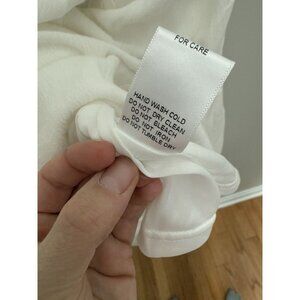 FOR CARE
HAND WASH COLD
DO NOT DRY CLEAN
DO NOT BLEACH
DO NOT IRON
DO NOT TUMBLE DRY